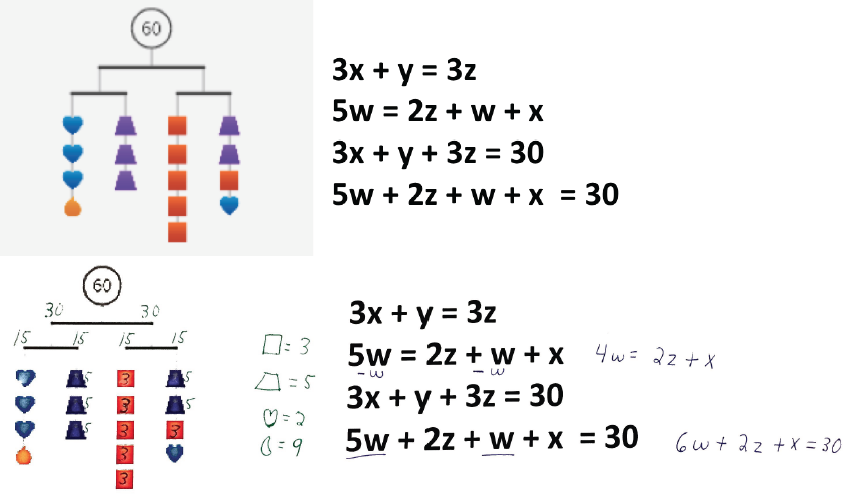 60
3x + y = 3z
5w = 2z + w + x
3x + y + 3z = 30
5w + 2z + w + x = 30
60
30 30
15 15 15 15
5 3 5
5 3 5
5 3 3
3
3
□ = 3
⏢ = 5
♡ = 2
☾ = 9
3x + y = 3z
5w = 2z + w + x 4w = 2z + x
-w -w
3x + y + 3z = 30
5w + 2z + w + x = 30 6w + 2z + x = 30